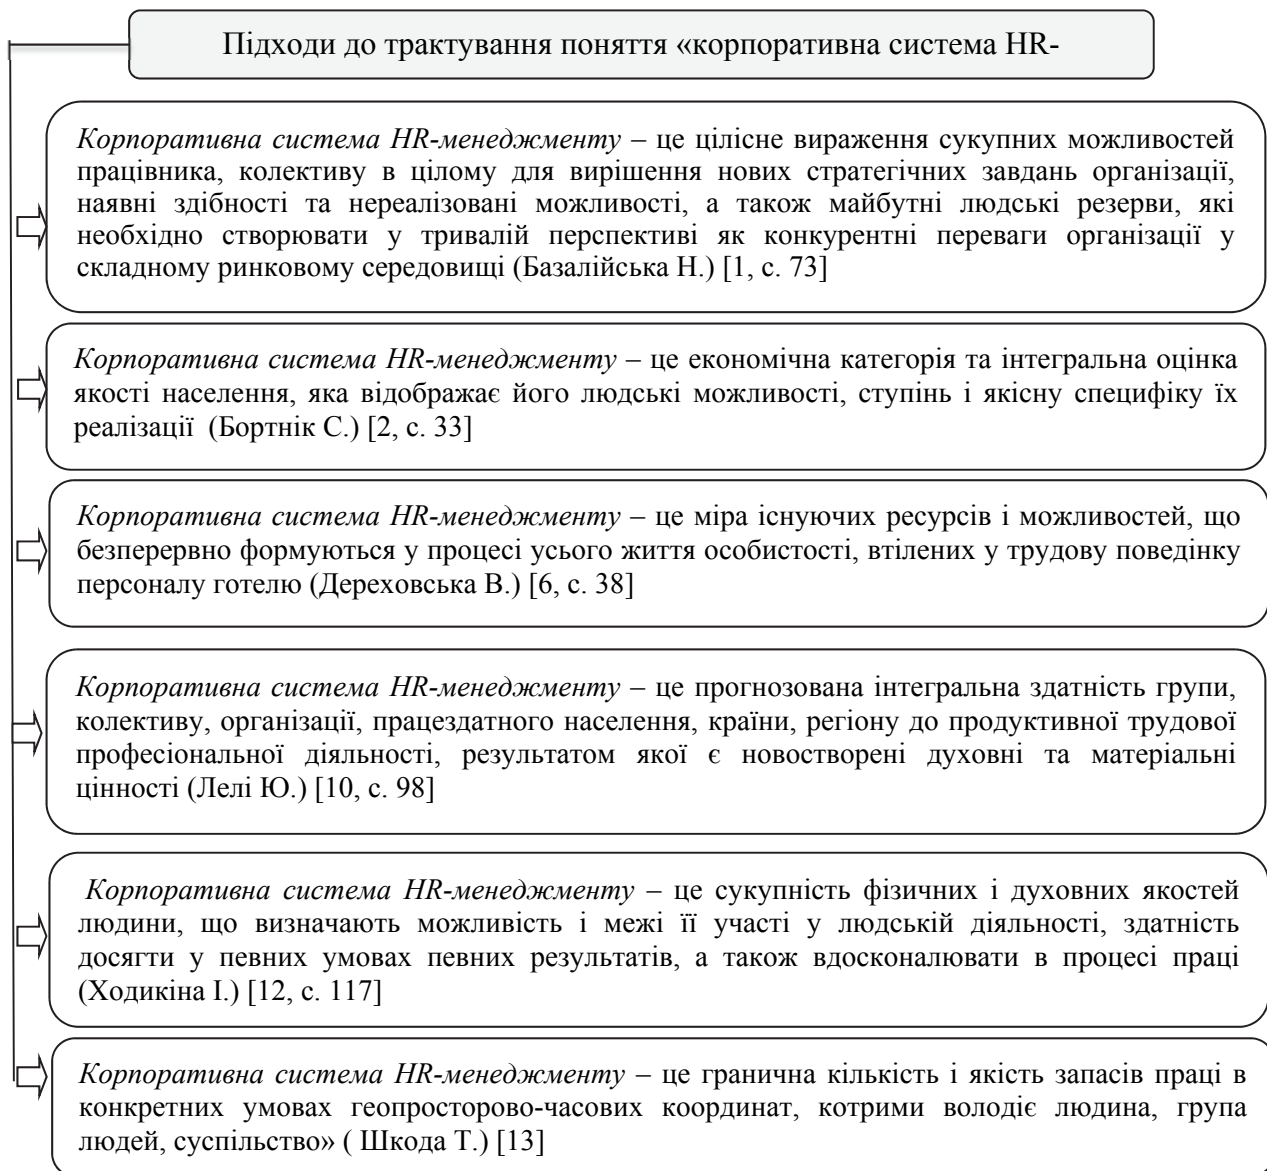 Підходи до трактування поняття «корпоративна система HR-
Корпоративна система HR-менеджменту – це цілісне вираження сукупних можливостей
працівника, колективу в цілому для вирішення нових стратегічних завдань організації,
наявні здібності та нереалізовані можливості, а також майбутні людські резерви, які
необхідно створювати у тривалій перспективі як конкурентні переваги організації у
складному ринковому середовищі (Базалійська Н.) [1, с. 73]
Корпоративна система HR-менеджменту – це економічна категорія та інтегральна оцінка
якості населення, яка відображає його людські можливості, ступінь і якісну специфіку їх
реалізації (Бортнік С.) [2, с. 33]
Корпоративна система HR-менеджменту – це міра існуючих ресурсів і можливостей, що
безперервно формуються у процесі усього життя особистості, втілених у трудову поведінку
персоналу готелю (Дереховська В.) [6, с. 38]
Корпоративна система HR-менеджменту – це прогнозована інтегральна здатність групи,
колективу, організації, працездатного населення, країни, регіону до продуктивної трудової
професіональної діяльності, результатом якої є новостворені духовні та матеріальні
цінності (Лелі Ю.) [10, с. 98]
Корпоративна система HR-менеджменту – це сукупність фізичних і духовних якостей
людини, що визначають можливість і межі її участі у людській діяльності, здатність
досягти у певних умовах певних результатів, а також вдосконалювати в процесі праці
(Ходикіна І.) [12, с. 117]
Корпоративна система HR-менеджменту – це гранична кількість і якість запасів праці в
конкретних умовах геопросторово-часових координат, котрими володіє людина, група
людей, суспільство» ( Шкода Т.) [13]